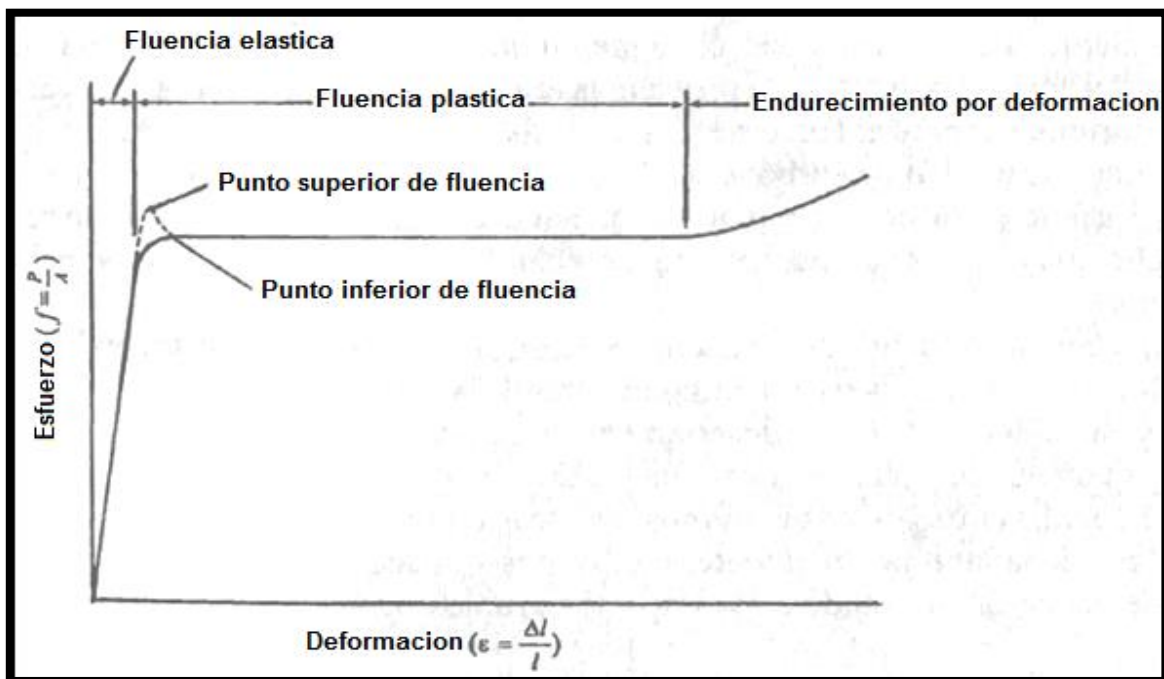 Fluencia elastica
Fluencia plastica
Endurecimiento por deformacion
Punto superior de fluencia
Punto inferior de fluencia
Esfuerzo (f = P/A)
Deformacion (ε = Δl/l)